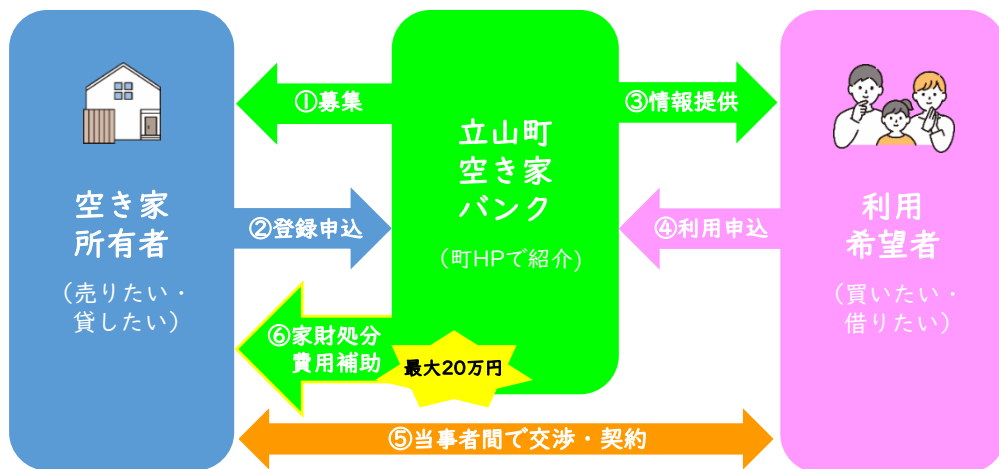 空き家
所有者
（売りたい・
貸したい）
①募集
②登録申込
⑥家財処分
費用補助
最大20万円
立山町
空き家
バンク
（町HPで紹介）
③情報提供
④利用申込
⑤当事者間で交渉・契約
利用
希望者
（買いたい・
借りたい）